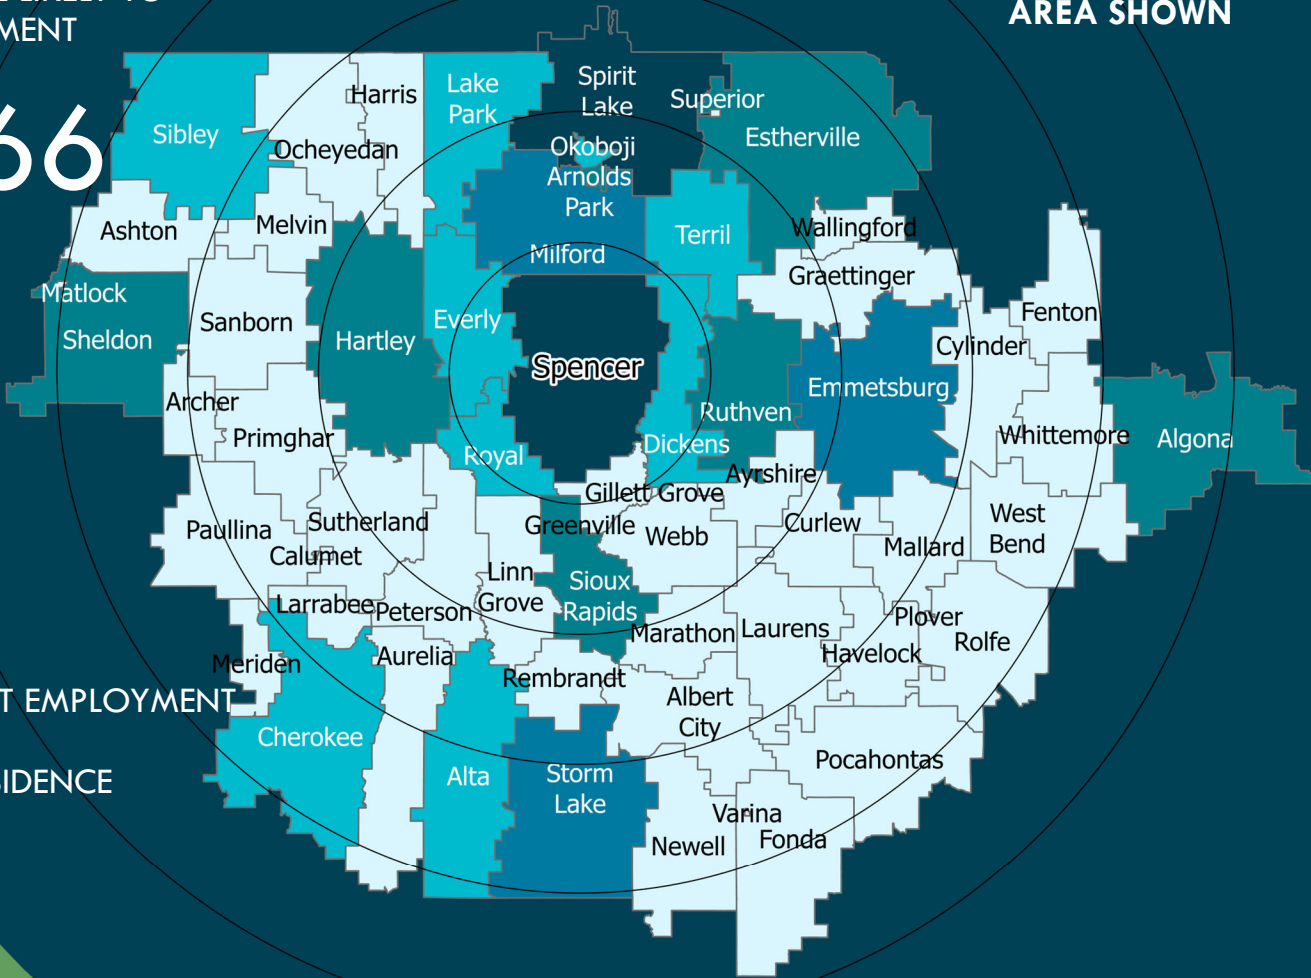 MENT
AREA SHOWN
66
Harris
Lake
Park
Spirit
Lake
Superior
Estherville
Sibley
Ocheyedan
Okoboji
Arnolds
Park
Milford
Terril
Wallingford
Graettinger
Ashton
Melvin
Matlock
Sheldon
Sanborn
Hartley
Everly
Spencer
Fenton
Cylinder
Emmetsburg
Archer
Primghar
Ruthven
Whittemore
Algona
Royal
Dickens
Ayrshire
Gillett Grove
Greenville
Webb
Curlew
Mallard
West
Bend
Paullina
Sutherland
Calumet
Linn
Grove
Sioux
Rapids
Larrabee
Peterson
Marathon
Laurens
Plover
Rolfe
Havelock
Meriden
Aurelia
Rembrandt
Albert
City
T EMPLOYMENT
Cherokee
Alta
Storm
Lake
Pocahontas
IDENCE
Varina
Fonda
Newell